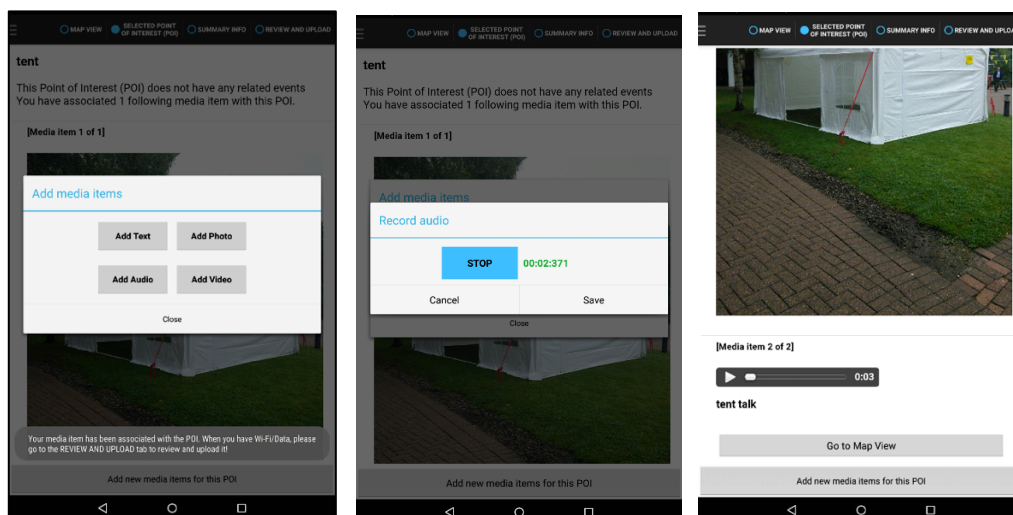 MAP VIEW
SELECTED POINT
OF INTEREST (POI)
SUMMARY INFO
REVIEW AND UPLOAD
tent
This Point of Interest (POI) does not have any related events
You have associated 1 following media item with this POI.
[Media item 1 of 1]
Add media items
Add Text
Add Photo
Add Audio
Add Video
Close
Your media item has been associated with the POI. When you have Wi-Fi/Data, please
go to the REVIEW AND UPLOAD tab to review and upload it!
Add new media items for this POI
MAP VIEW
SELECTED POINT
OF INTEREST (POI)
SUMMARY INFO
REVIEW AND UPLOAD
tent
This Point of Interest (POI) does not have any related events
You have associated 1 following media item with this POI.
[Media item 1 of 1]
Add media items
Record audio
STOP
00:02:371
Cancel
Save
Close
Add new media items for this POI
MAP VIEW
SELECTED POINT
OF INTEREST (POI)
SUMMARY INFO
REVIEW AND UPLOA
[Media item 2 of 2]
0:03
tent talk
Go to Map View
Add new media items for this POI